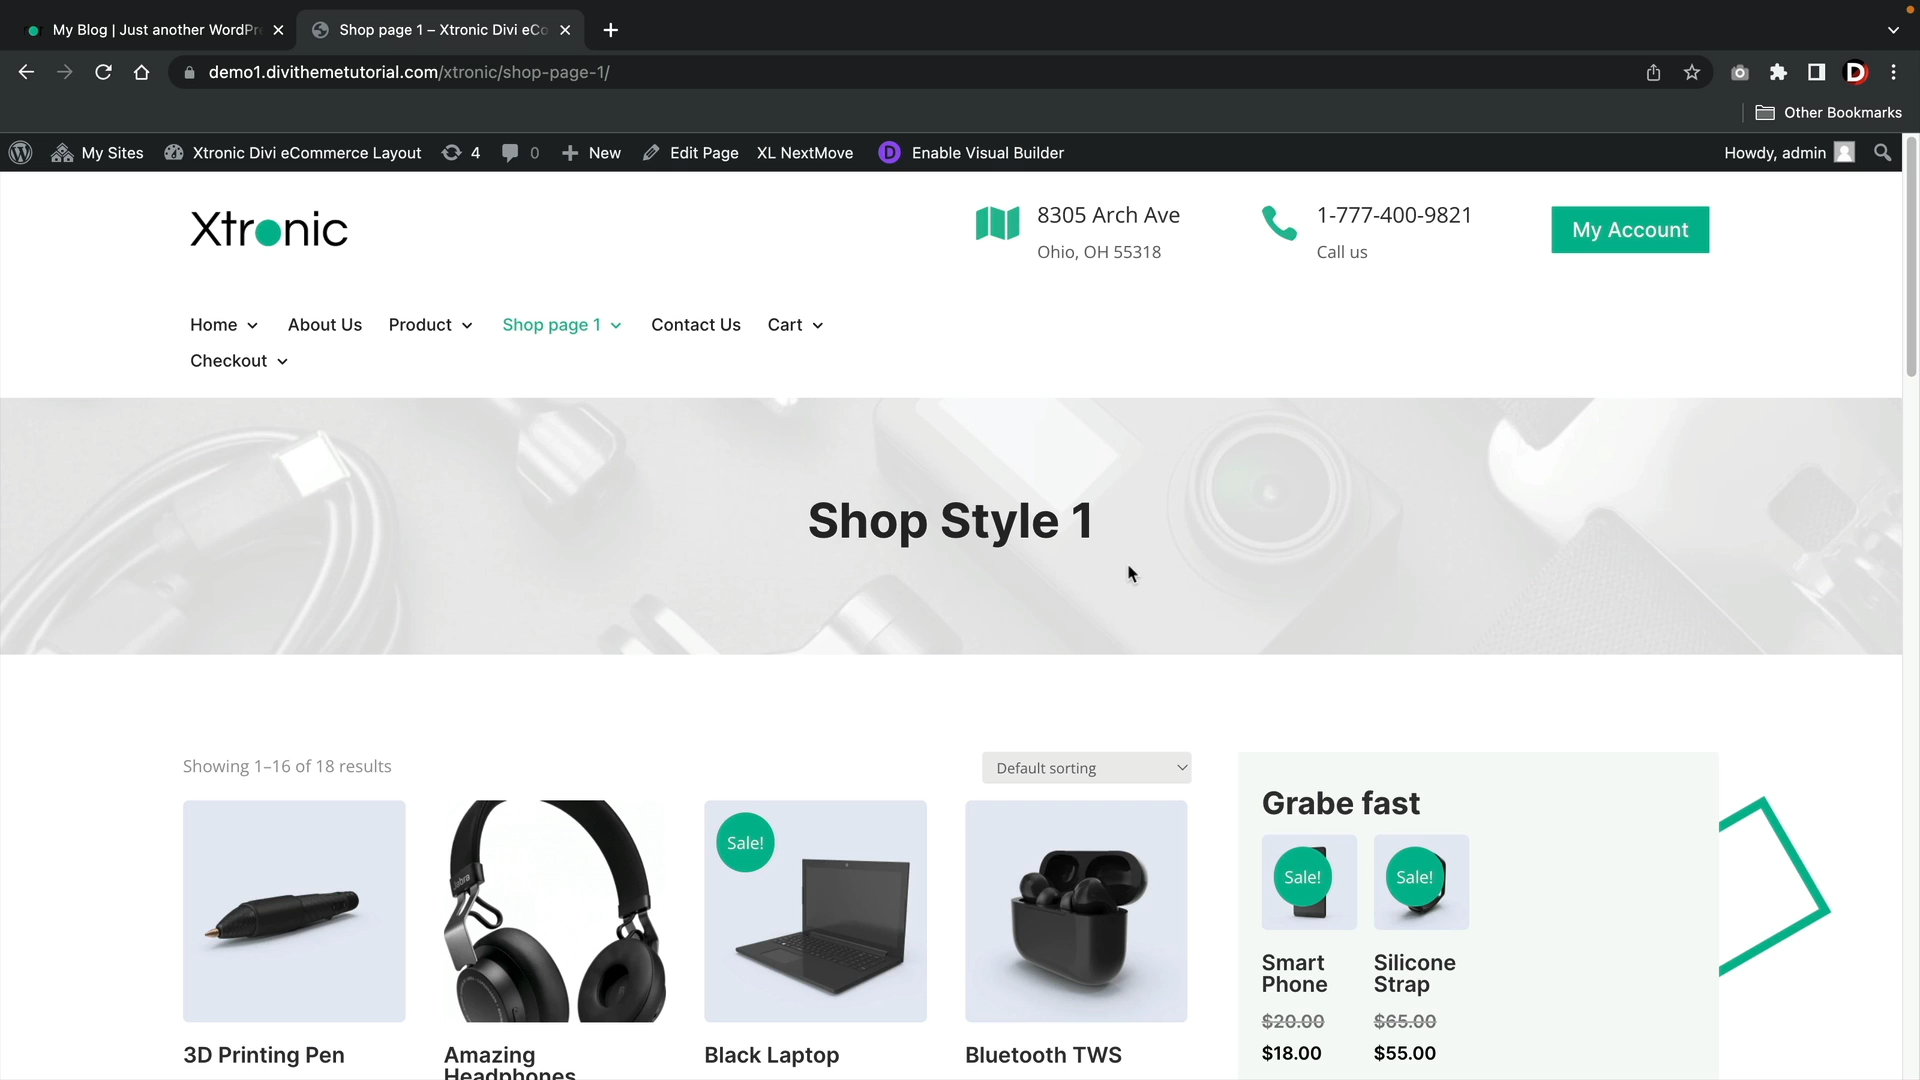 My Blog | Just another WordPre
Shop page 1 – Xtronic Divi eCo
demo1.divithemetutorial.com/xtronic/shop-page-1/
Other Bookmarks
My Sites
Xtronic Divi eCommerce Layout
4
0
New
Edit Page
XL NextMove
D
Enable Visual Builder
Howdy, admin
Xtronic
8305 Arch Ave
Ohio, OH 55318
1-777-400-9821
Call us
My Account
Home
About Us
Product
Shop page 1
Contact Us
Cart
Checkout
Shop Style 1
Showing 1–16 of 18 results
Default sorting
Sale!
Jabra
3D Printing Pen
Amazing
Headphones
Black Laptop
Bluetooth TWS
Grabe fast
Sale!
Sale!
Smart
Phone
$20.00
$18.00
Silicone
Strap
$65.00
$55.00